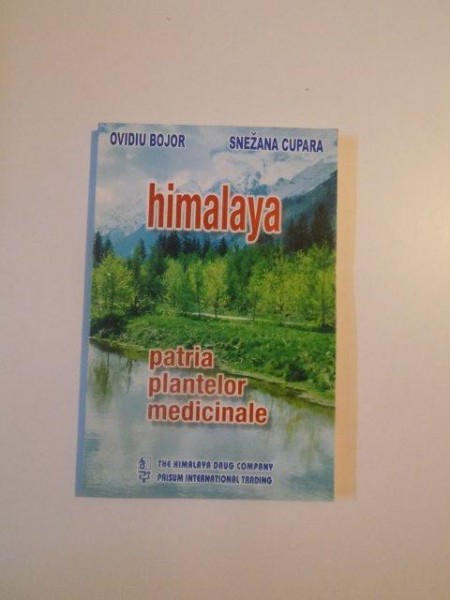 OVIDIU BOJOR SNEŽANA CUPARA
himalaya
patria
plantelor
medicinale
THE HIMALAYA DRUG COMPANY
PRISUM INTERNATIONAL TRADING